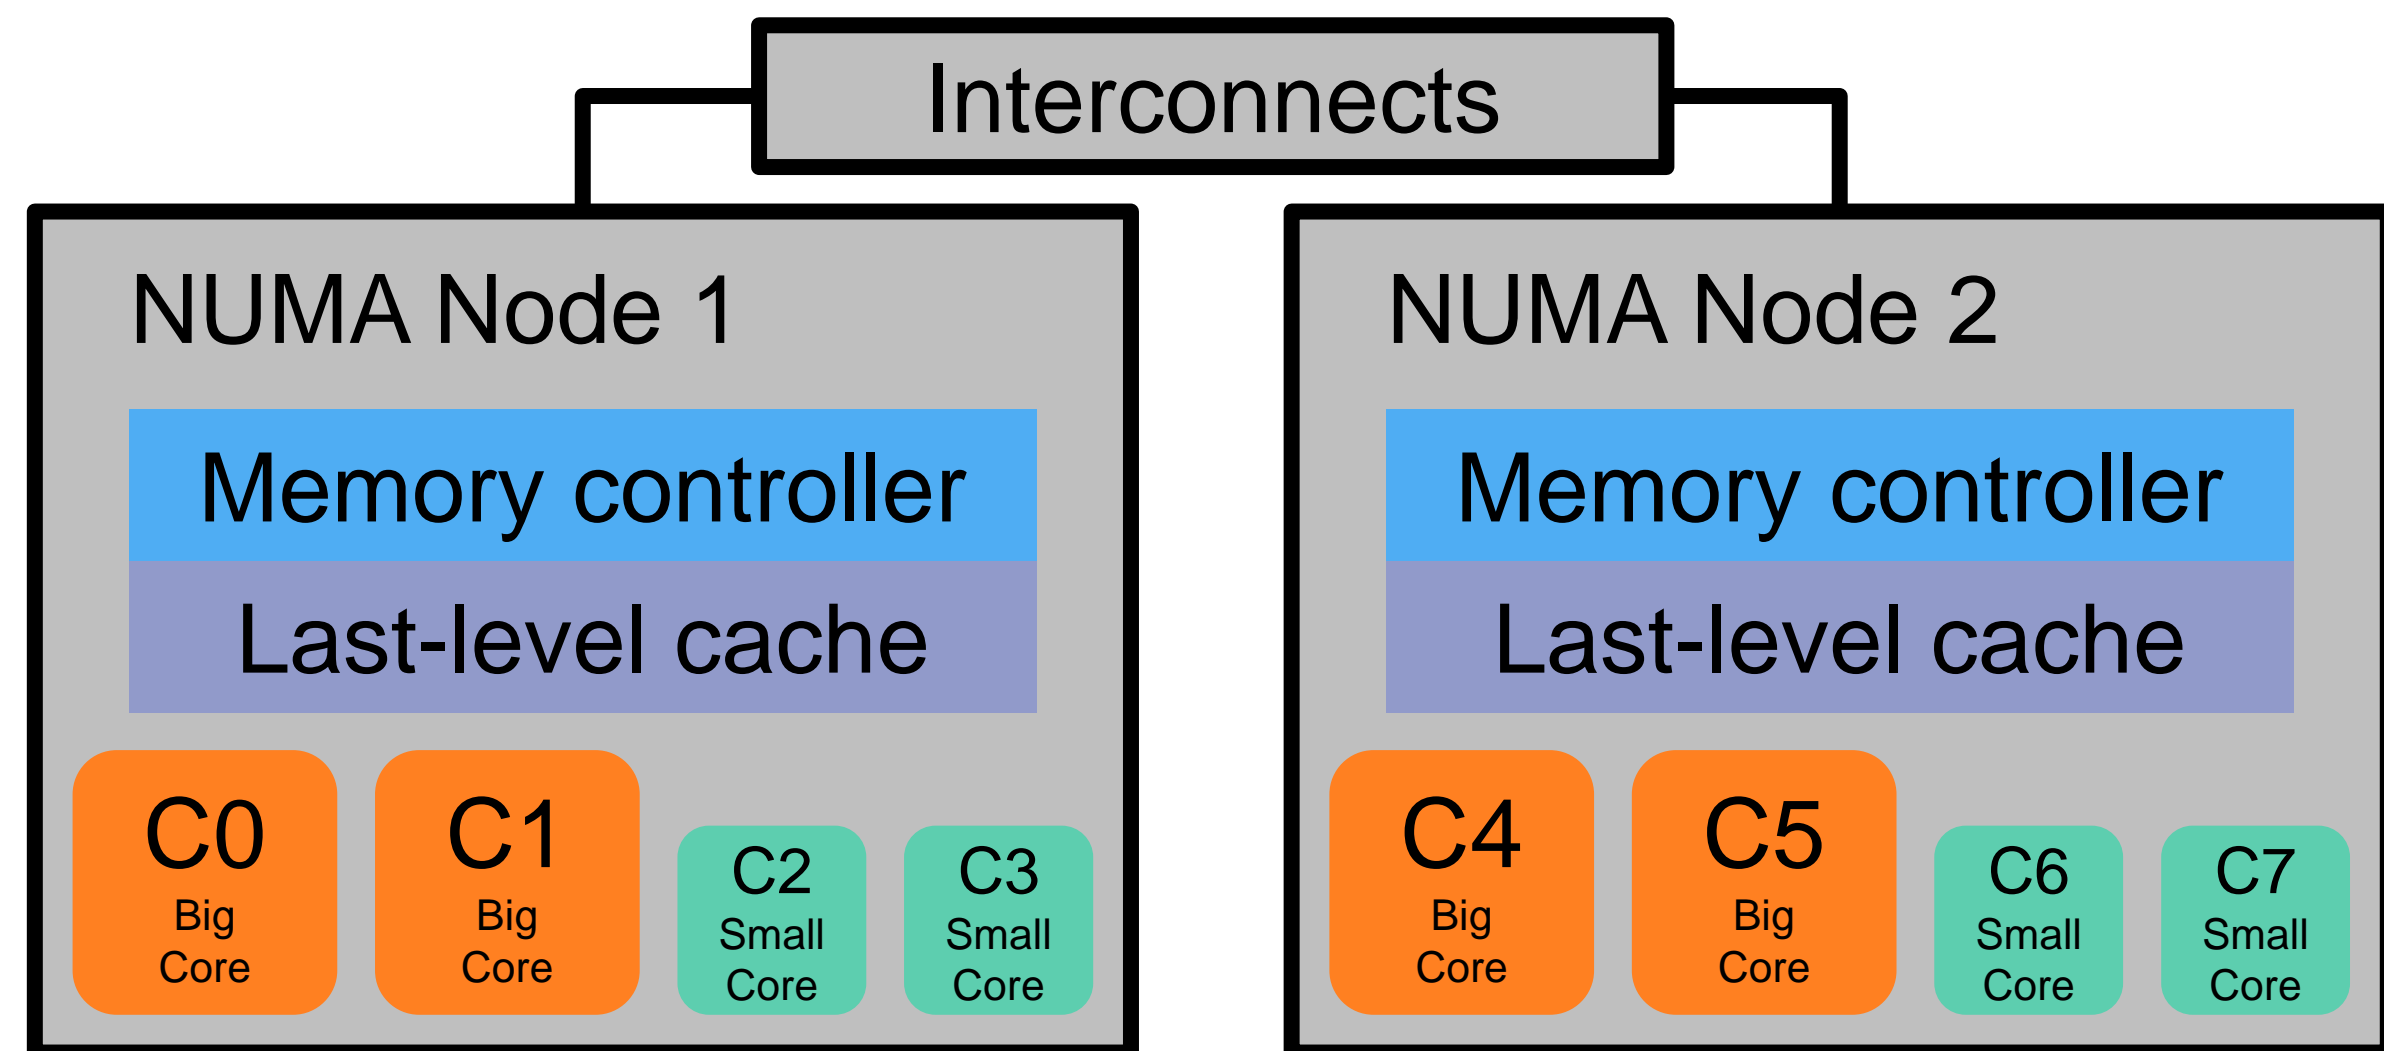 Interconnects
NUMA Node 1
Memory controller
Last-level cache
C0
Big
Core
C1
Big
Core
C2
Small
Core
C3
Small
Core
NUMA Node 2
Memory controller
Last-level cache
C4
Big
Core
C5
Big
Core
C6
Small
Core
C7
Small
Core